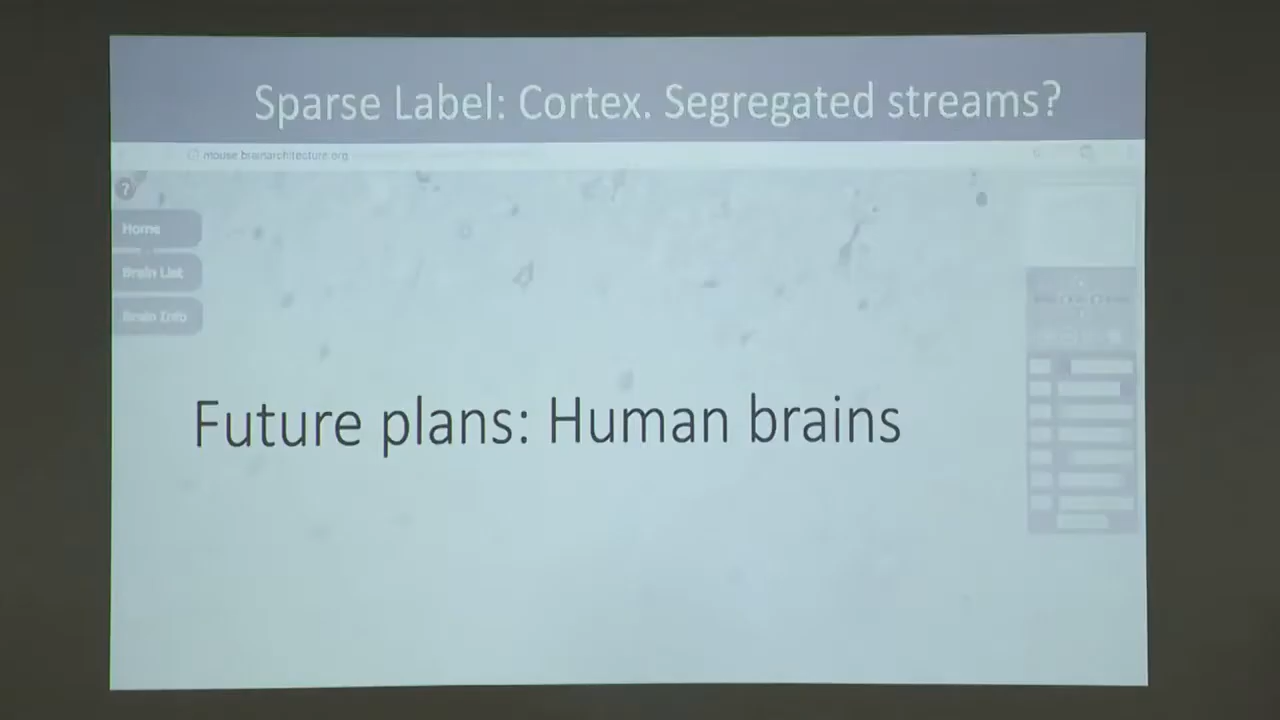 Sparse Label: Cortex. Segregated streams?
mouse.brainarchitecture.org
?
Home
Brain List
Brain Info
Future plans: Human brains